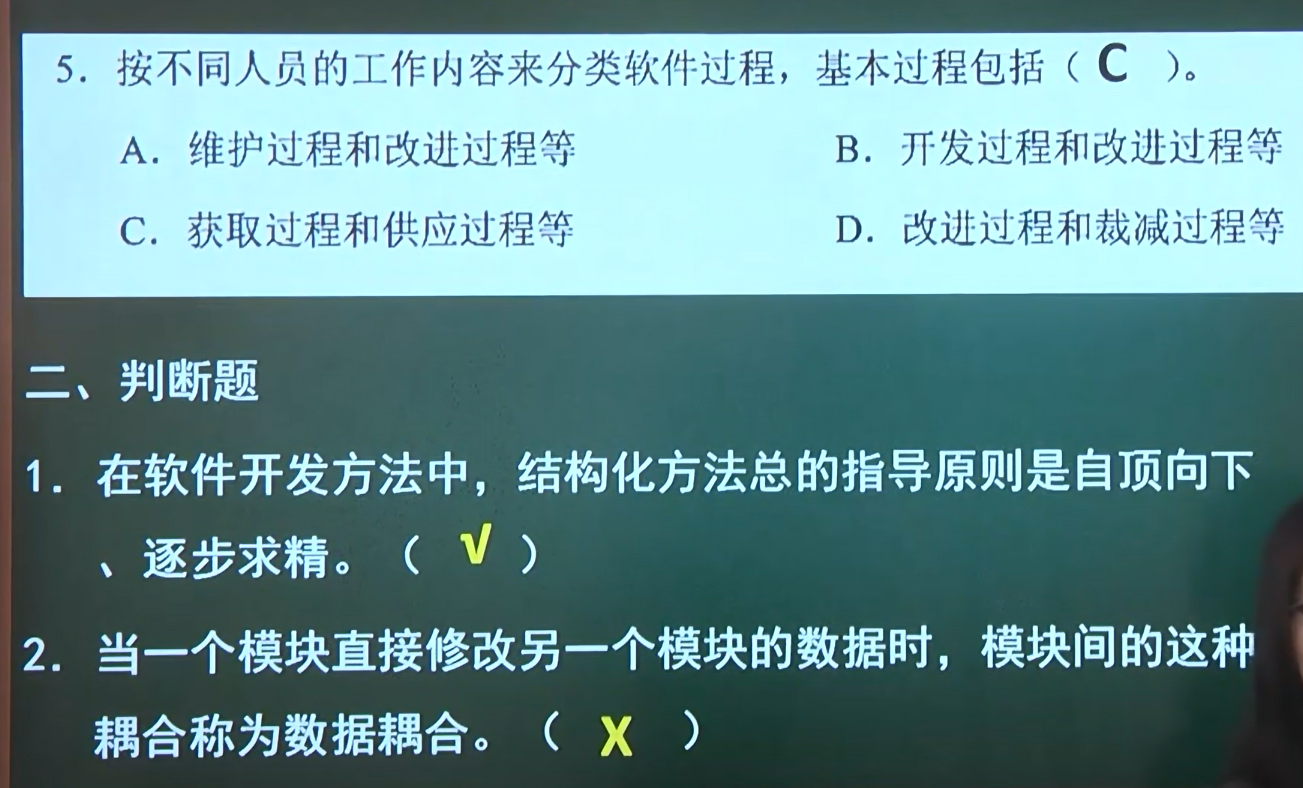 5. 按不同人员的工作内容来分类软件过程，基本过程包括（ C ）。
A. 维护过程和改进过程等 B. 开发过程和改进过程等
C. 获取过程和供应过程等 D. 改进过程和裁减过程等
二、判断题
1. 在软件开发方法中，结构化方法总的指导原则是自顶向下
、逐步求精。（ √ ）
2. 当一个模块直接修改另一个模块的数据时，模块间的这种
耦合称为数据耦合。（ X ）